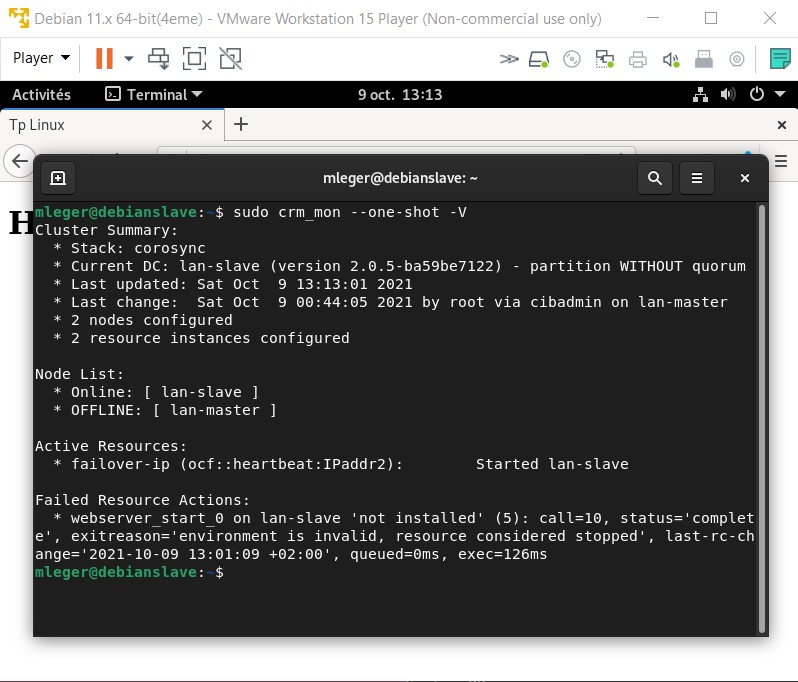 Debian 11.x 64-bit(4eme) - VMware Workstation 15 Player (Non-commercial use only)
Player
Activités Terminal 9 oct. 13:13
Tp Linux
mleger@debianslave: ~
H
mleger@debianslave:~$ sudo crm_mon --one-shot -V
Cluster Summary:
* Stack: corosync
* Current DC: lan-slave (version 2.0.5-ba59be7122) - partition WITHOUT quorum
* Last updated: Sat Oct  9 13:13:01 2021
* Last change:  Sat Oct  9 00:44:05 2021 by root via cibadmin on lan-master
* 2 nodes configured
* 2 resource instances configured
Node List:
* Online: [ lan-slave ]
* OFFLINE: [ lan-master ]
Active Resources:
* failover-ip (ocf::heartbeat:IPaddr2):        Started lan-slave
Failed Resource Actions:
* webserver_start_0 on lan-slave 'not installed' (5): call=10, status='complet
e', exitreason='environment is invalid, resource considered stopped', last-rc-ch
ange='2021-10-09 13:01:09 +02:00', queued=0ms, exec=126ms
mleger@debianslave:~$